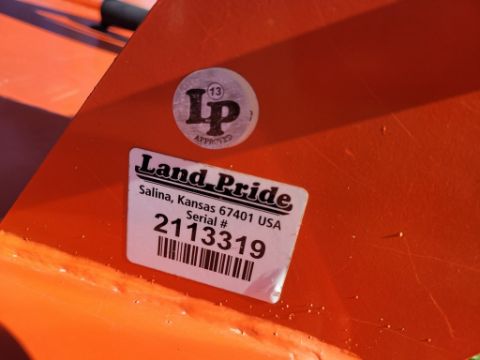 13
LP
APPROVED
Land Pride
Salina, Kansas 67401 USA
Serial #
2113319